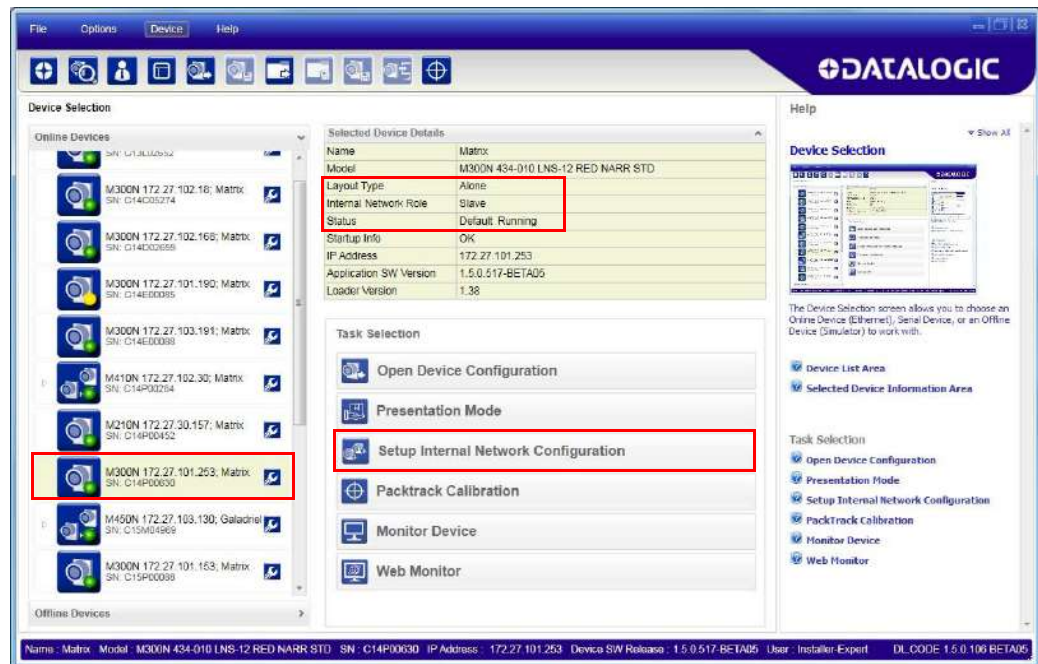 File Options Device Help
DATALOGIC
Device Selection
Online Devices
M300N 172.27.102.18; Matrix
SN: C14C05274
M300N 172.27.102.168; Matrix
SN: C14D02655
M300N 172.27.101.190; Matrix
SN: C14E00085
M300N 172.27.103.191; Matrix
SN: C14E00088
M410N 172.27.102.30; Matrix
SN: C14P00264
M210N 172.27.30.157; Matrix
SN: C14P00452
M300N 172.27.101.253; Matrix
SN: C14P00630
M450N 172.27.103.130; Galadriel
SN: C15M04969
M300N 172.27.101.153; Matrix
SN: C15P00038
Offline Devices
Selected Device Details
Name Matrix
Model M300N 434-010 LNS-12 RED NARR STD
Layout Type Alone
Internal Network Role Slave
Status Default Running
Startup Info OK
IP Address 172.27.101.253
Application SW Version 1.5.0.517-BETA05
Loader Version 1.38
Task Selection
Open Device Configuration
Presentation Mode
Setup Internal Network Configuration
Packtrack Calibration
Monitor Device
Web Monitor
Help
Show All
Device Selection
The Device Selection screen allows you to choose an
Online Device (Ethernet), Serial Device, or an Offline
Device (Simulator) to work with.
Device List Area
Selected Device Information Area
Task Selection
Open Device Configuration
Presentation Mode
Setup Internal Network Configuration
PackTrack Calibration
Monitor Device
Web Monitor
Name : Matrix Model : M300N 434-010 LNS-12 RED NARR STD SN : C14P00630 IP Address : 172.27.101.253 Device SW Release : 1.5.0.517-BETA05 User : Installer-Expert DL.CODE 1.5.0.106 BETA05